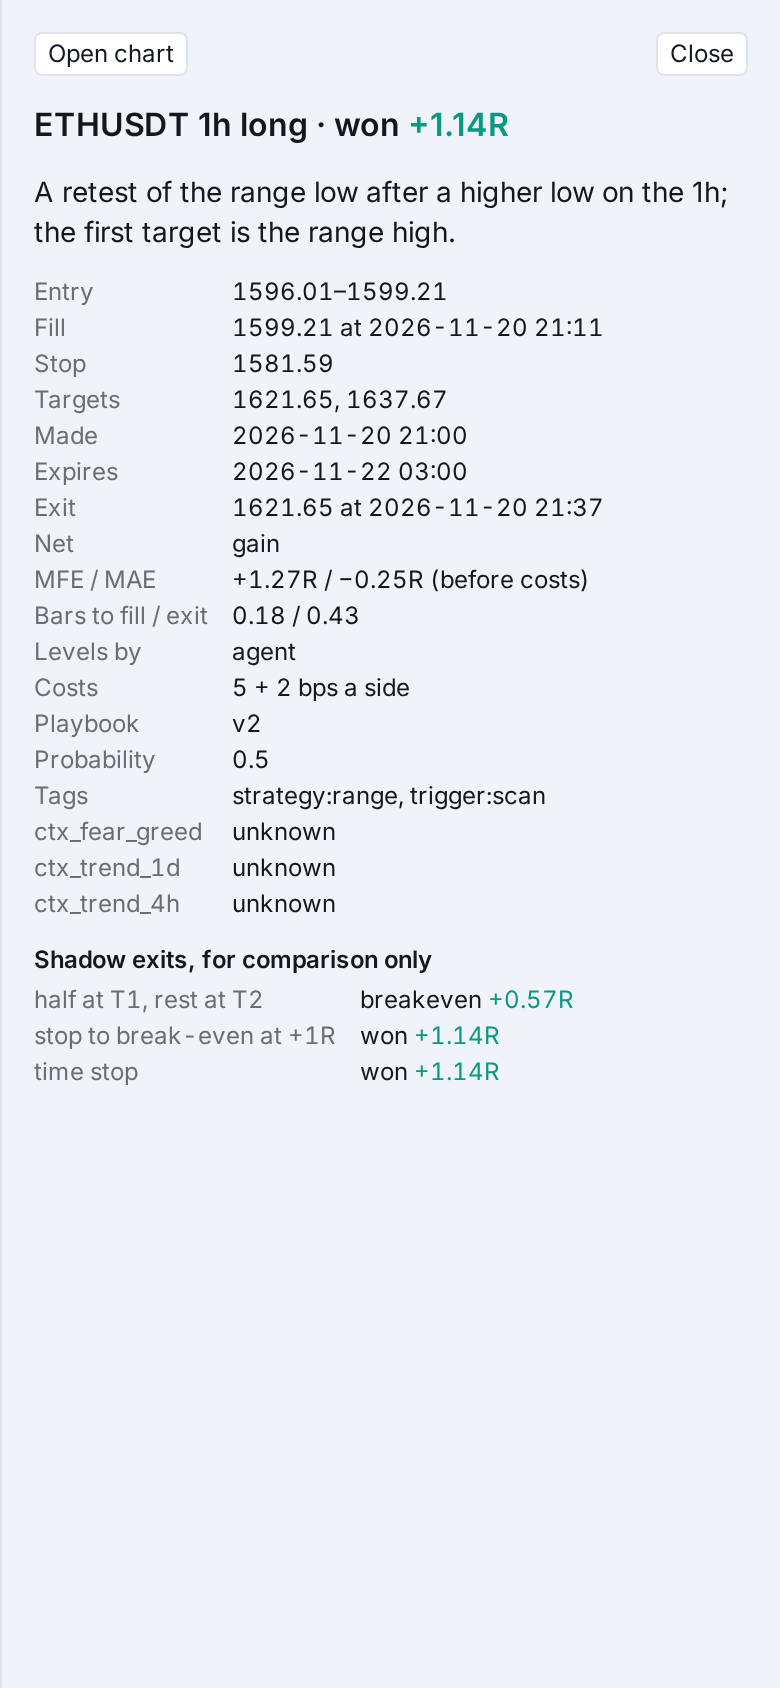 Open chart
Close
ETHUSDT 1h long · won +1.14R
A retest of the range low after a higher low on the 1h;
the first target is the range high.
Entry 1596.01–1599.21
Fill 1599.21 at 2026-11-20 21:11
Stop 1581.59
Targets 1621.65, 1637.67
Made 2026-11-20 21:00
Expires 2026-11-22 03:00
Exit 1621.65 at 2026-11-20 21:37
Net gain
MFE / MAE +1.27R / −0.25R (before costs)
Bars to fill / exit 0.18 / 0.43
Levels by agent
Costs 5 + 2 bps a side
Playbook v2
Probability 0.5
Tags strategy:range, trigger:scan
ctx_fear_greed unknown
ctx_trend_1d unknown
ctx_trend_4h unknown
Shadow exits, for comparison only
half at T1, rest at T2 breakeven +0.57R
stop to break-even at +1R won +1.14R
time stop won +1.14R